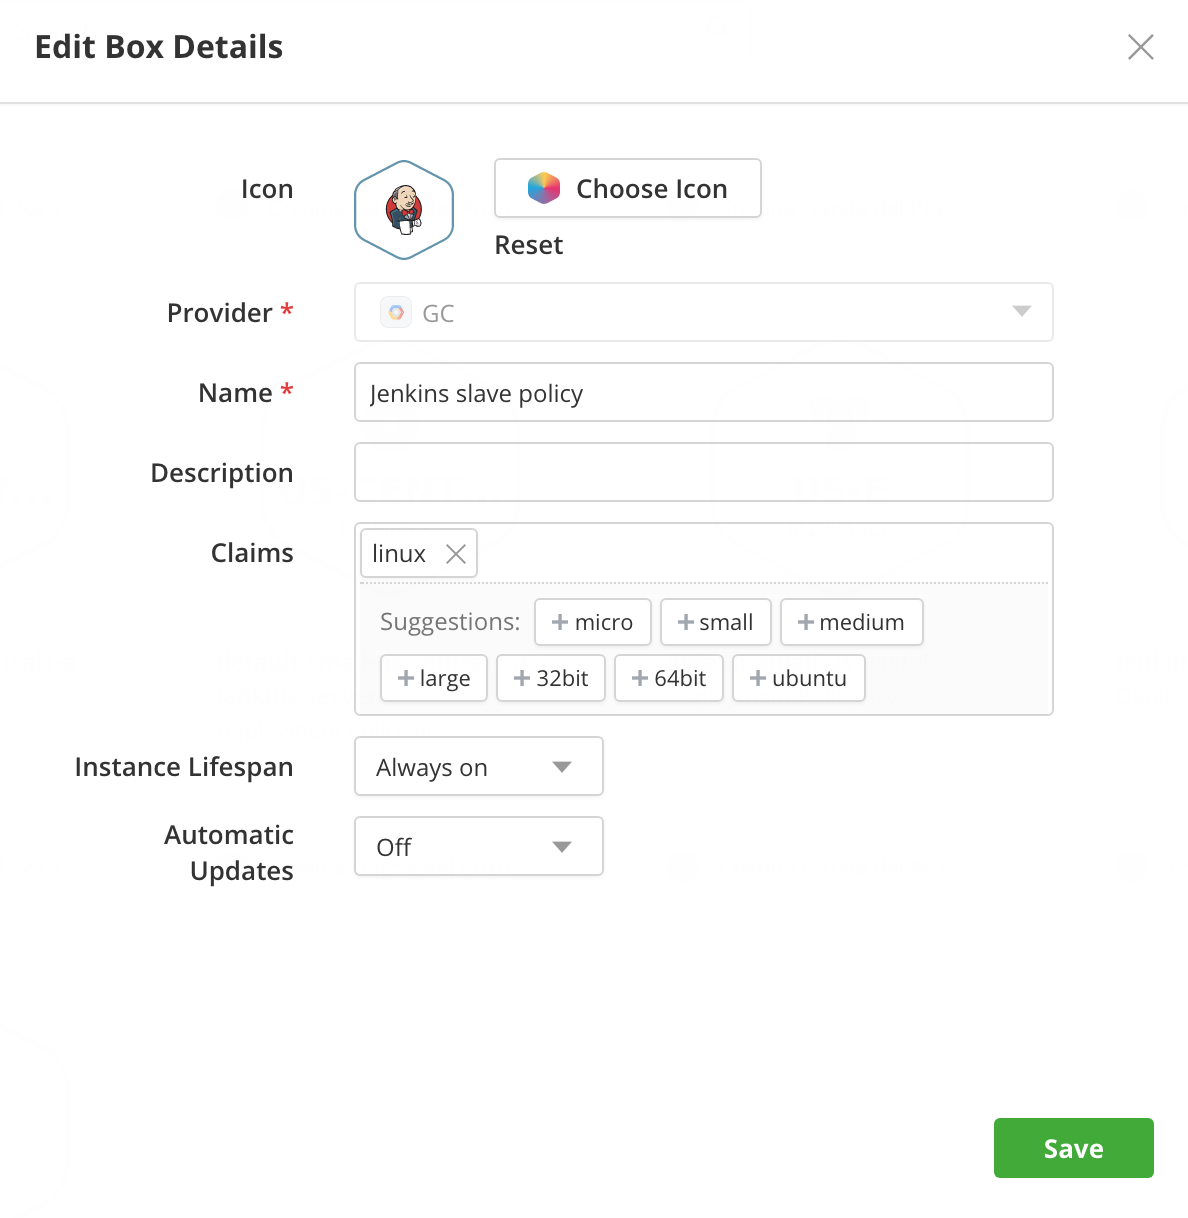 Edit Box Details
Icon
Choose Icon
Reset
Provider *
GC
Name *
Jenkins slave policy
Description
Claims
linux
Suggestions: + micro + small + medium
+ large + 32bit + 64bit + ubuntu
Instance Lifespan
Always on
Automatic
Updates
Off
Save